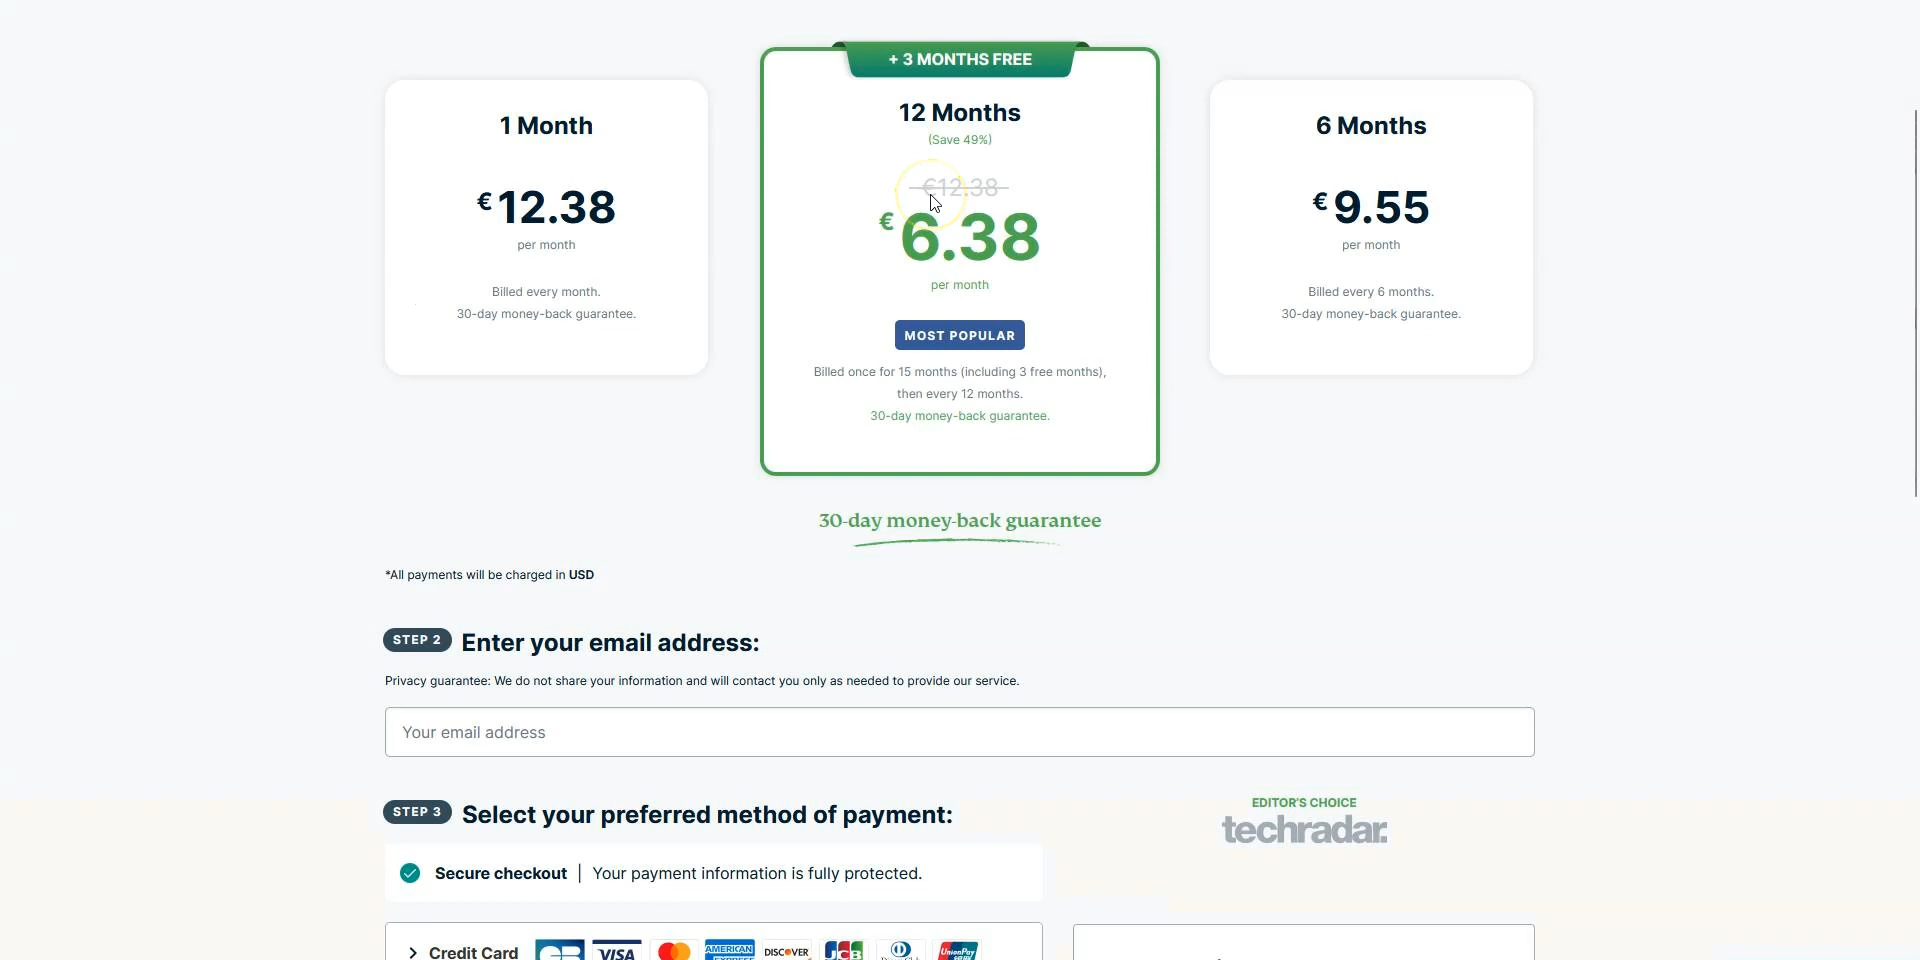 1 Month
€ 12.38
per month
Billed every month.
30-day money-back guarantee.
+ 3 MONTHS FREE
12 Months
(Save 49%)
€12.38
€ 6.38
per month
MOST POPULAR
Billed once for 15 months (including 3 free months),
then every 12 months.
30-day money-back guarantee.
6 Months
€ 9.55
per month
Billed every 6 months.
30-day money-back guarantee.
30-day money-back guarantee
*All payments will be charged in USD
STEP 2 Enter your email address:
Privacy guarantee: We do not share your information and will contact you only as needed to provide our service.
Your email address
STEP 3 Select your preferred method of payment:
EDITOR'S CHOICE
techradar.
Secure checkout | Your payment information is fully protected.
Credit Card CB VISA AMERICAN EXPRESS DISCOVER JCB UnionPay